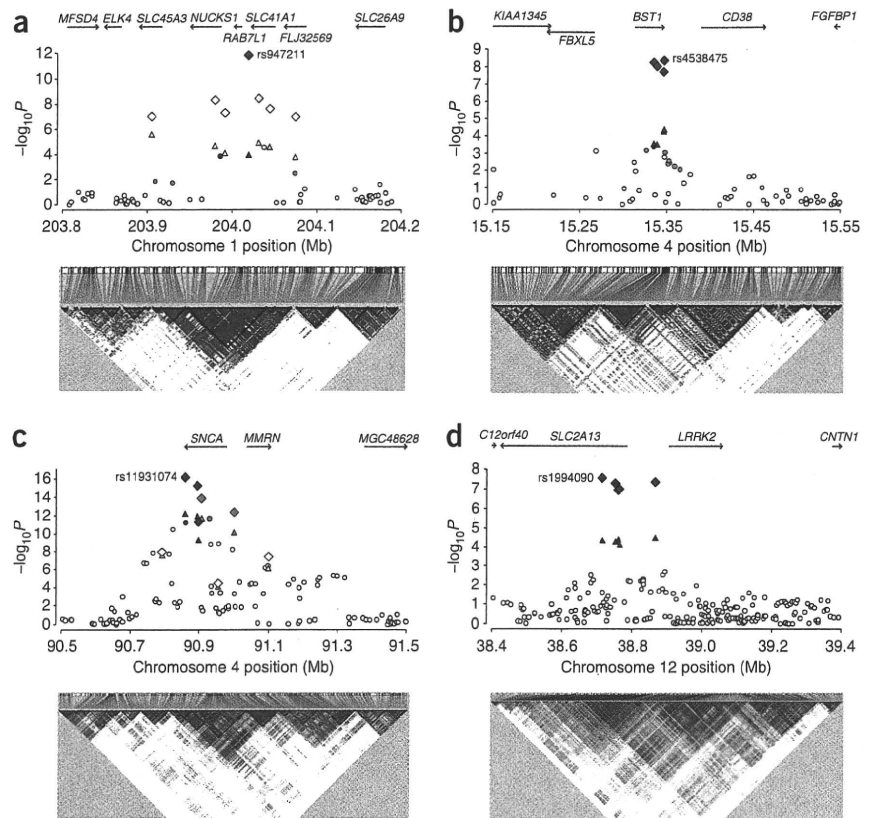 a
MFSD4 ELK4 SLC45A3 NUCKS1 SLC41A1 SLC26A9
RAB7L1 FLJ32569
rs947211
12
10
8
6
4
2
0
–log10P
203.8 203.9 204.0 204.1 204.2
Chromosome 1 position (Mb)
b
KIAA1345 BST1 CD38 FGFBP1
FBXL5
rs4538475
9
8
7
6
5
4
3
2
1
0
–log10P
15.15 15.25 15.35 15.45 15.55
Chromosome 4 position (Mb)
c
SNCA MMRN MGC48628
rs11931074
16
14
12
10
8
6
4
2
0
–log10P
90.5 90.7 90.9 91.1 91.3 91.5
Chromosome 4 position (Mb)
d
C12orf40 SLC2A13 LRRK2 CNTN1
rs1994090
8
7
6
5
4
3
2
1
0
–log10P
38.4 38.6 38.8 39.0 39.2 39.4
Chromosome 12 position (Mb)